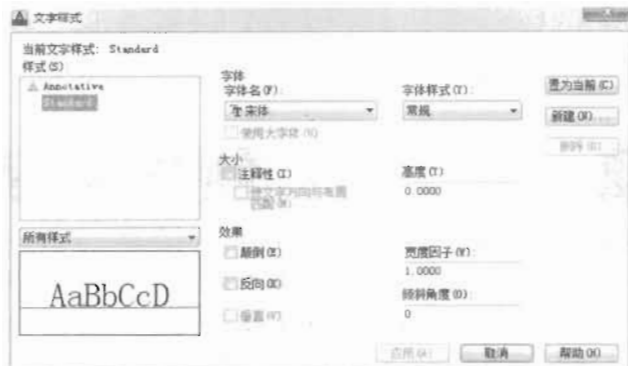 文字样式
当前文字样式: Standard
样式(S)
Annotative
Standard
所有样式
AaBbCcD
字体
字体名(F):
宋体
使用大字体(U)
字体样式(Y):
常规
大小
注释性(I)
使文字方向与布局
匹配(M)
高度(T)
0.0000
效果
颠倒(E)
反向(K)
垂直(V)
宽度因子(W):
1.0000
倾斜角度(O):
0
置为当前(C)
新建(N)...
删除(D)
应用(A)
取消
帮助(H)